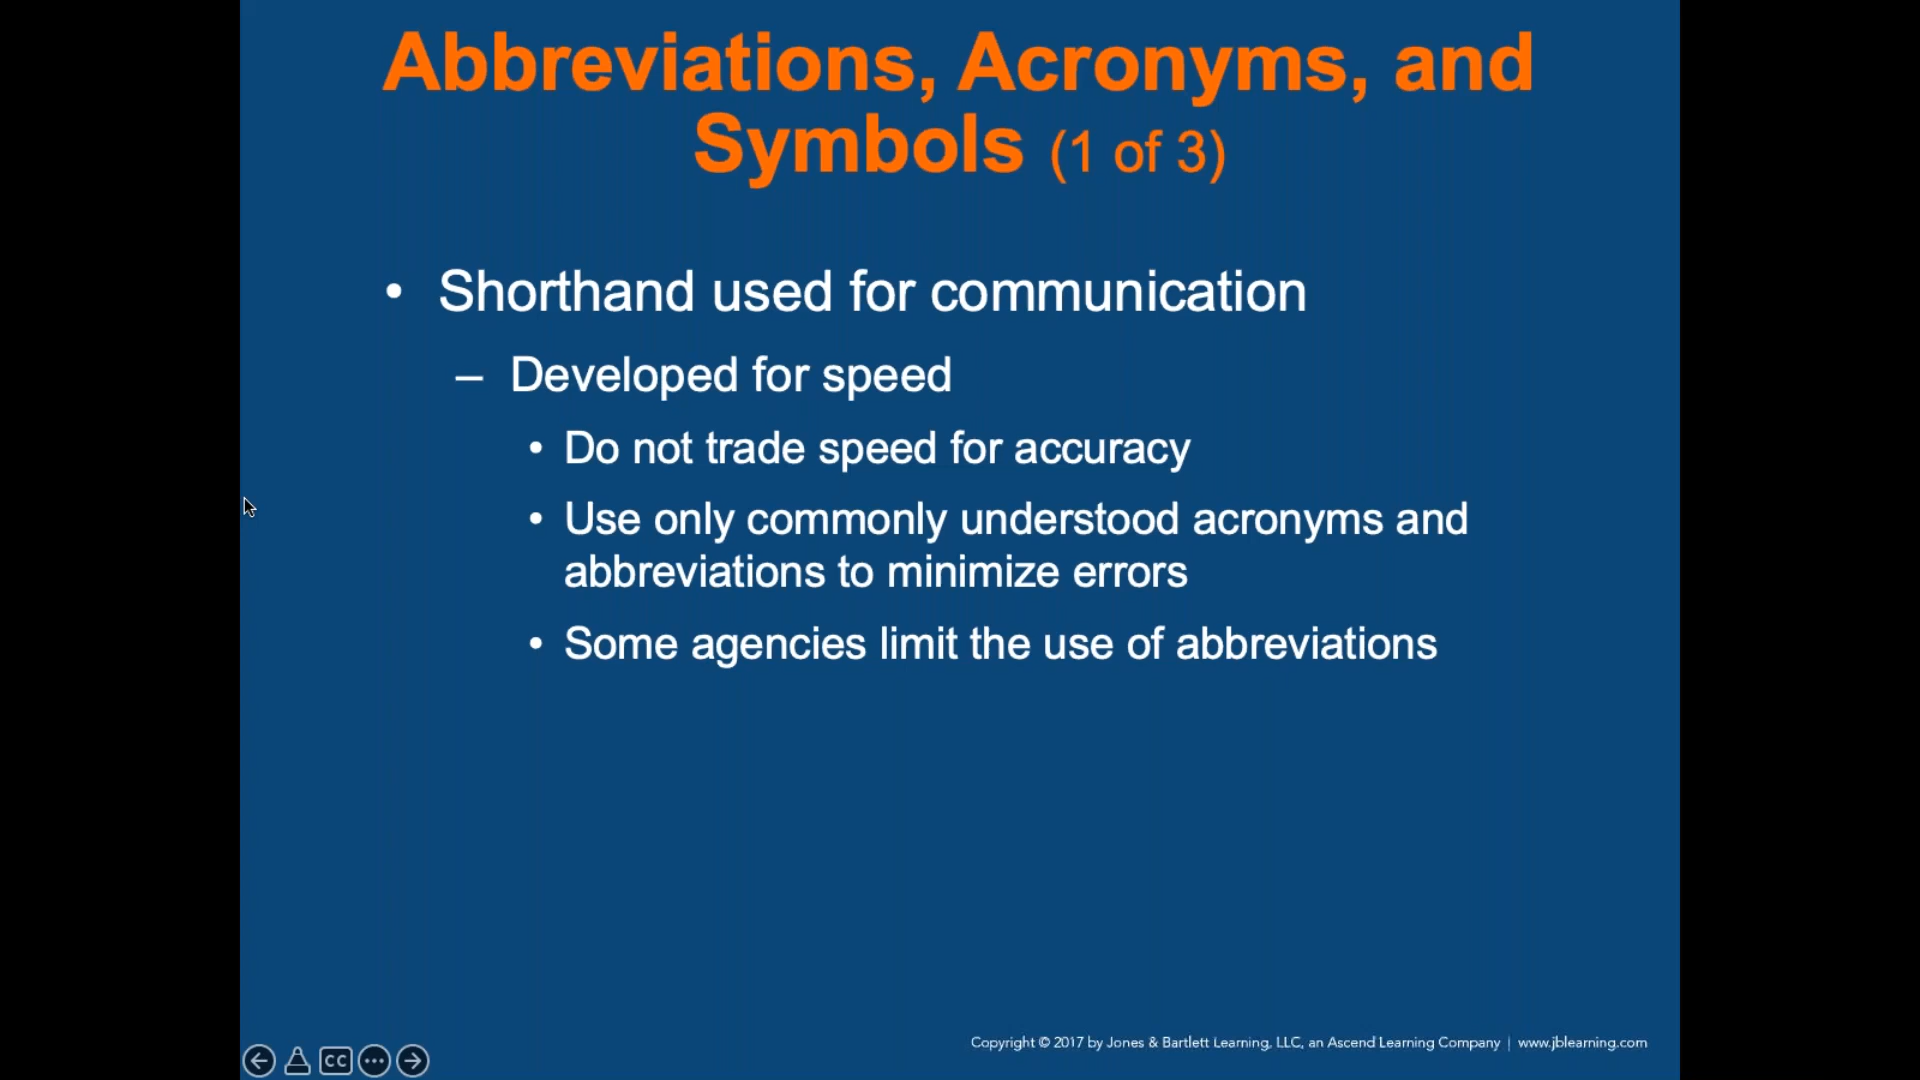 Abbreviations, Acronyms, and
Symbols (1 of 3)
• Shorthand used for communication
– Developed for speed
• Do not trade speed for accuracy
• Use only commonly understood acronyms and
abbreviations to minimize errors
• Some agencies limit the use of abbreviations
Copyright © 2017 by Jones & Bartlett Learning, LLC, an Ascend Learning Company | www.jblearning.com
CC